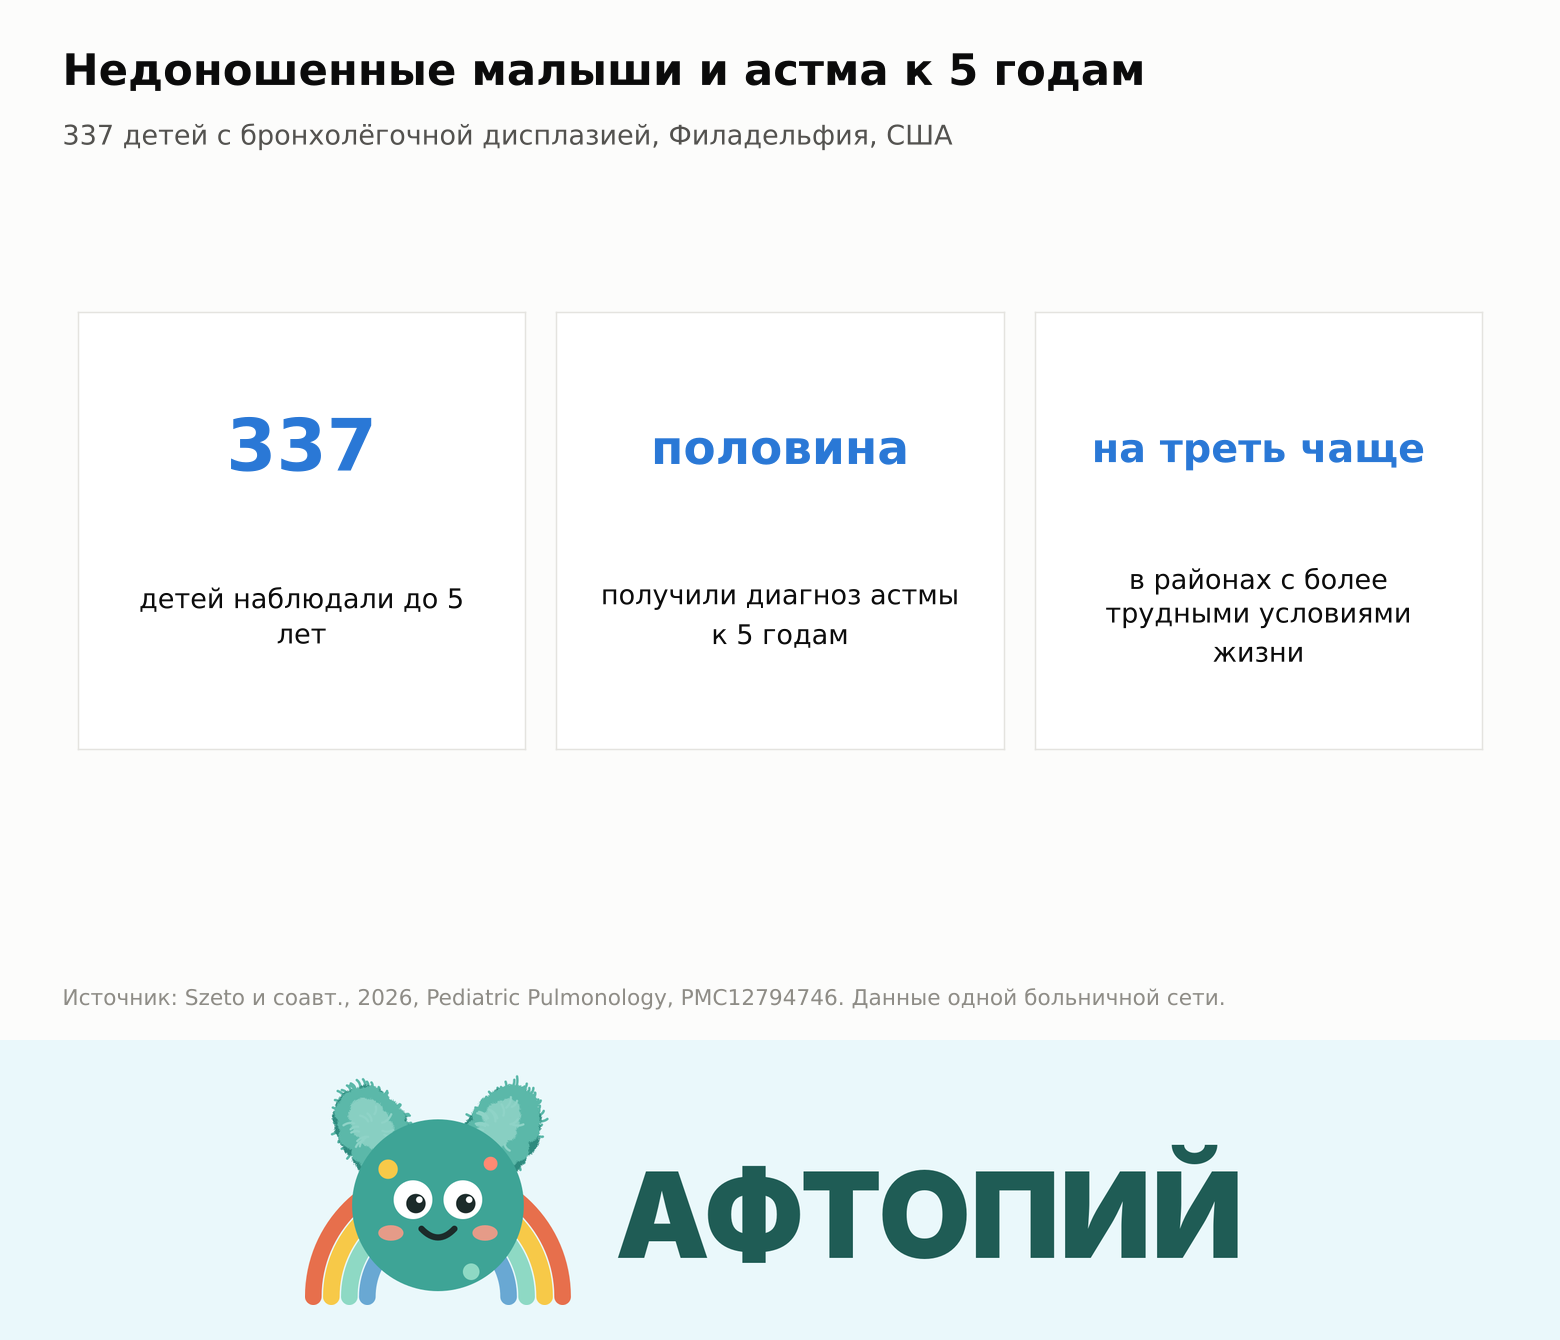 Недоношенные малыши и астма к 5 годам
337 детей с бронхолёгочной дисплазией, Филадельфия, США
337
детей наблюдали до 5
лет
половина
получили диагноз астмы
к 5 годам
на треть чаще
в районах с более
трудными условиями
жизни
Источник: Szeto и соавт., 2026, Pediatric Pulmonology, PMC12794746. Данные одной больничной сети.
АФТОПИЙ